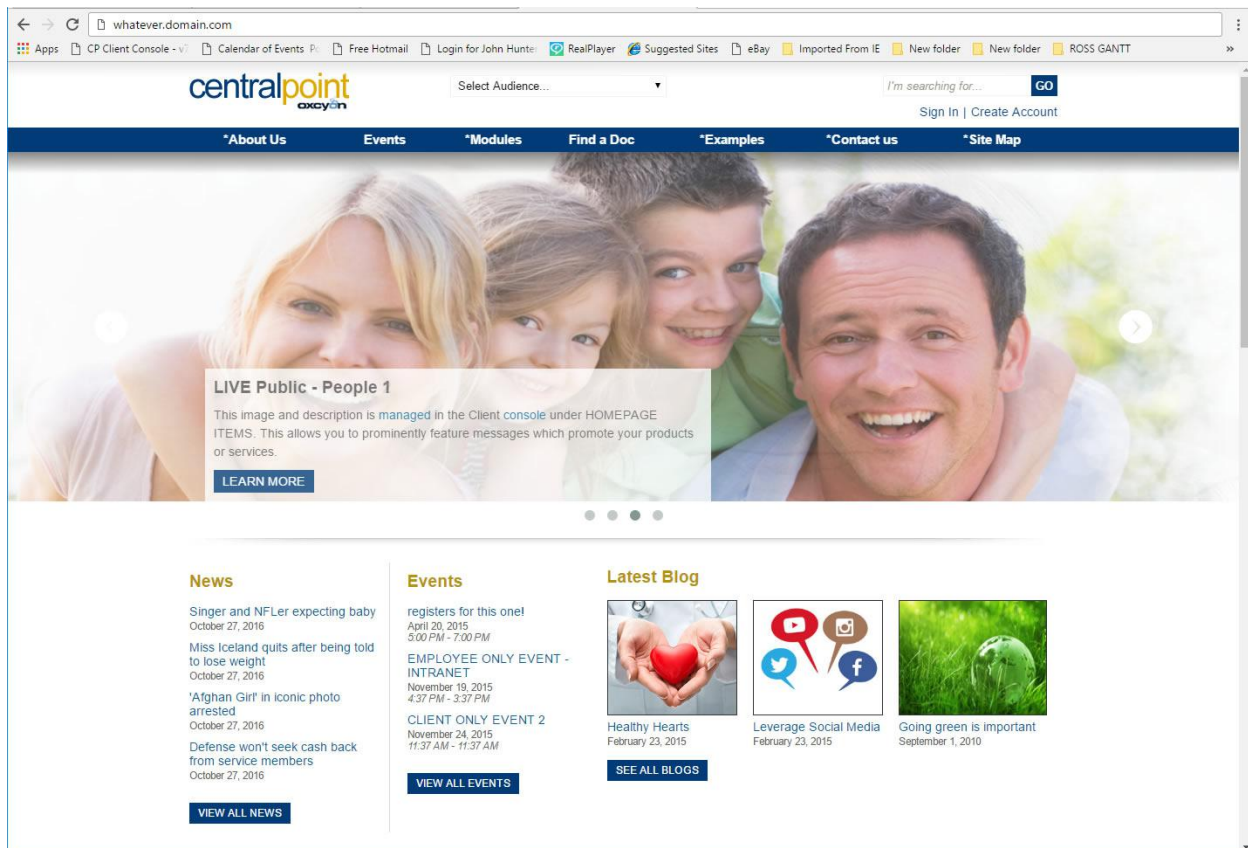 whatever.domain.com
Apps CP Client Console - v7 Calendar of Events Free Hotmail Login for John Hunte RealPlayer Suggested Sites eBay Imported From IE New folder New folder ROSS GANTT »
centralpoint
oxcyon
Select Audience...
I'm searching for... GO
Sign In | Create Account
*About Us Events *Modules Find a Doc *Examples *Contact us *Site Map
LIVE Public - People 1
This image and description is managed in the Client console under HOMEPAGE
ITEMS. This allows you to prominently feature messages which promote your products
or services.
LEARN MORE
News
Singer and NFLer expecting baby
October 27, 2016
Miss Iceland quits after being told
to lose weight
October 27, 2016
'Afghan Girl' in iconic photo
arrested
October 27, 2016
Defense won't seek cash back
from service members
October 27, 2016
VIEW ALL NEWS
Events
registers for this one!
April 20, 2015
5:00 PM - 7:00 PM
EMPLOYEE ONLY EVENT -
INTRANET
November 19, 2015
4:37 PM - 3:37 PM
CLIENT ONLY EVENT 2
November 24, 2015
11:37 AM - 11:37 AM
VIEW ALL EVENTS
Latest Blog
Healthy Hearts
February 23, 2015
Leverage Social Media
February 23, 2015
Going green is important
September 1, 2010
SEE ALL BLOGS